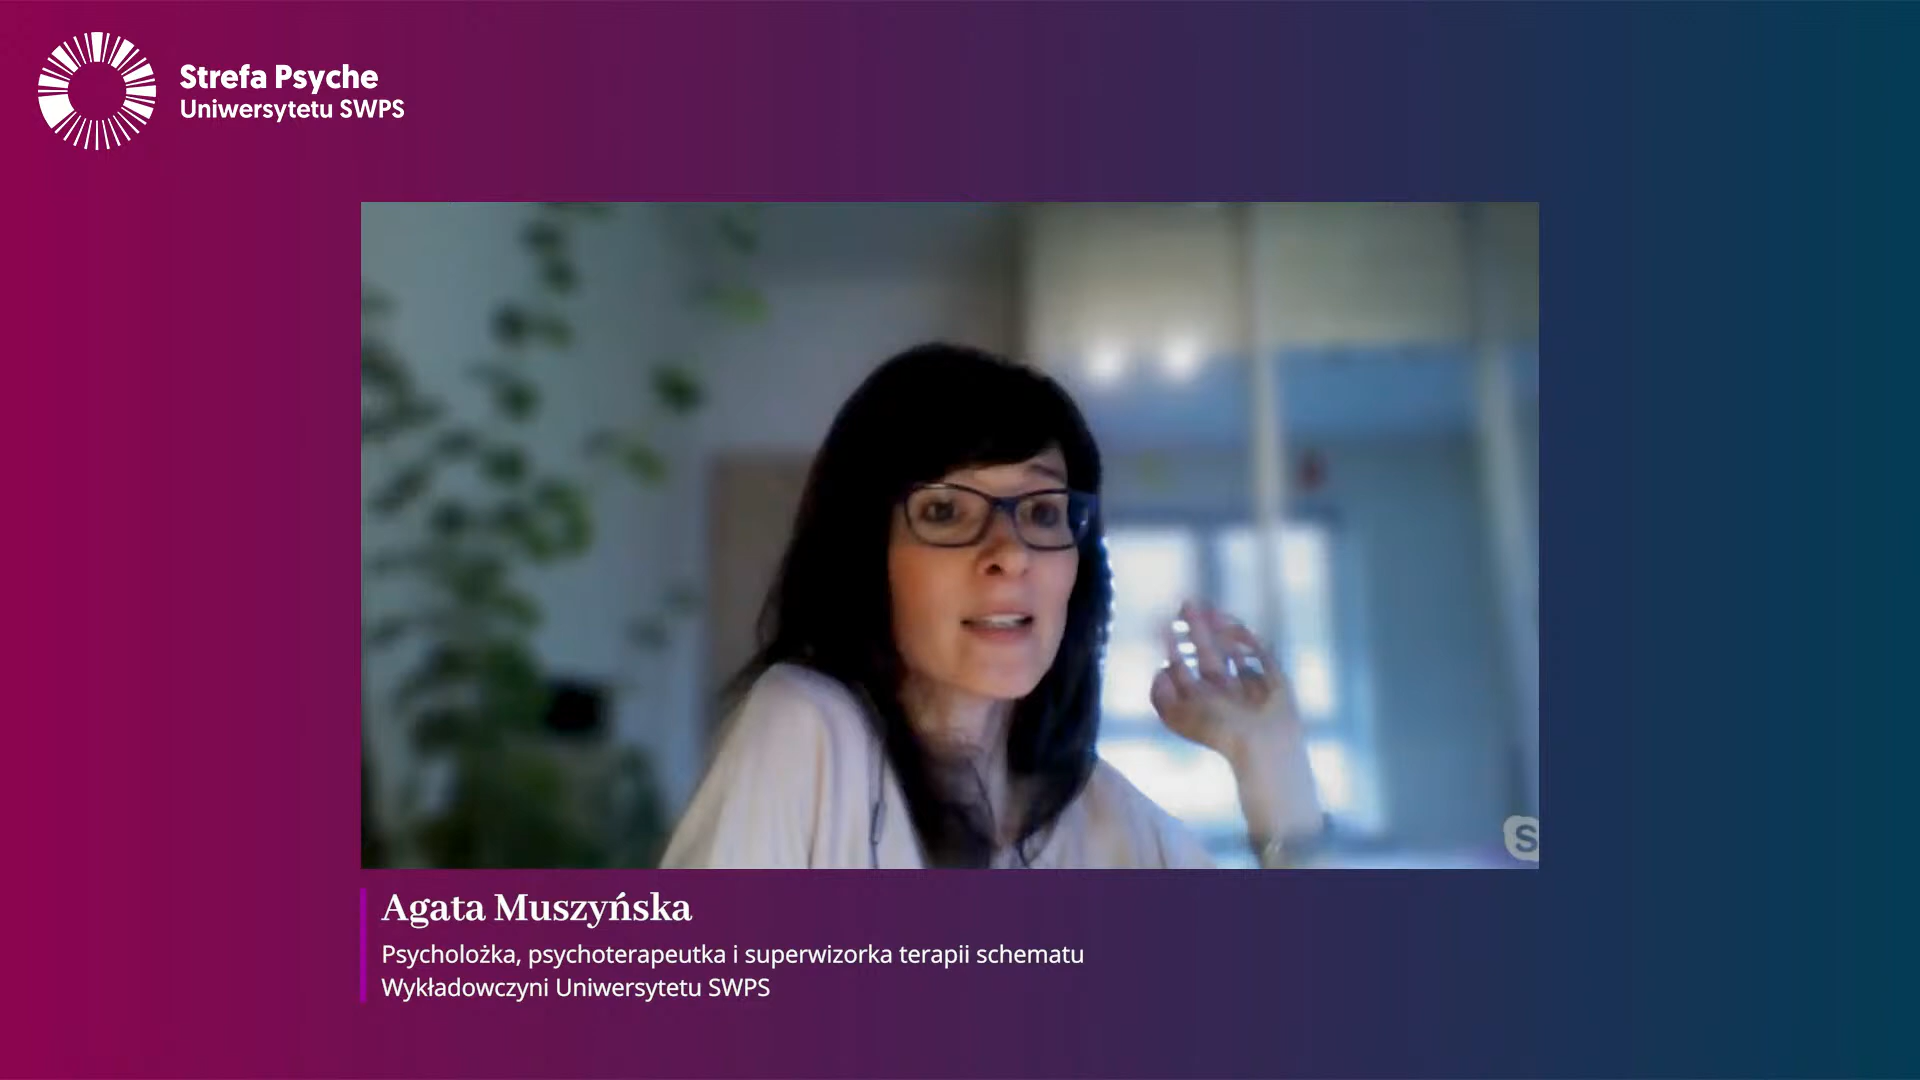 Strefa Psyche
Uniwersytetu SWPS
S
Agata Muszyńska
Psycholożka, psychoterapeutka i superwizorka terapii schematu
Wykładowczyni Uniwersytetu SWPS